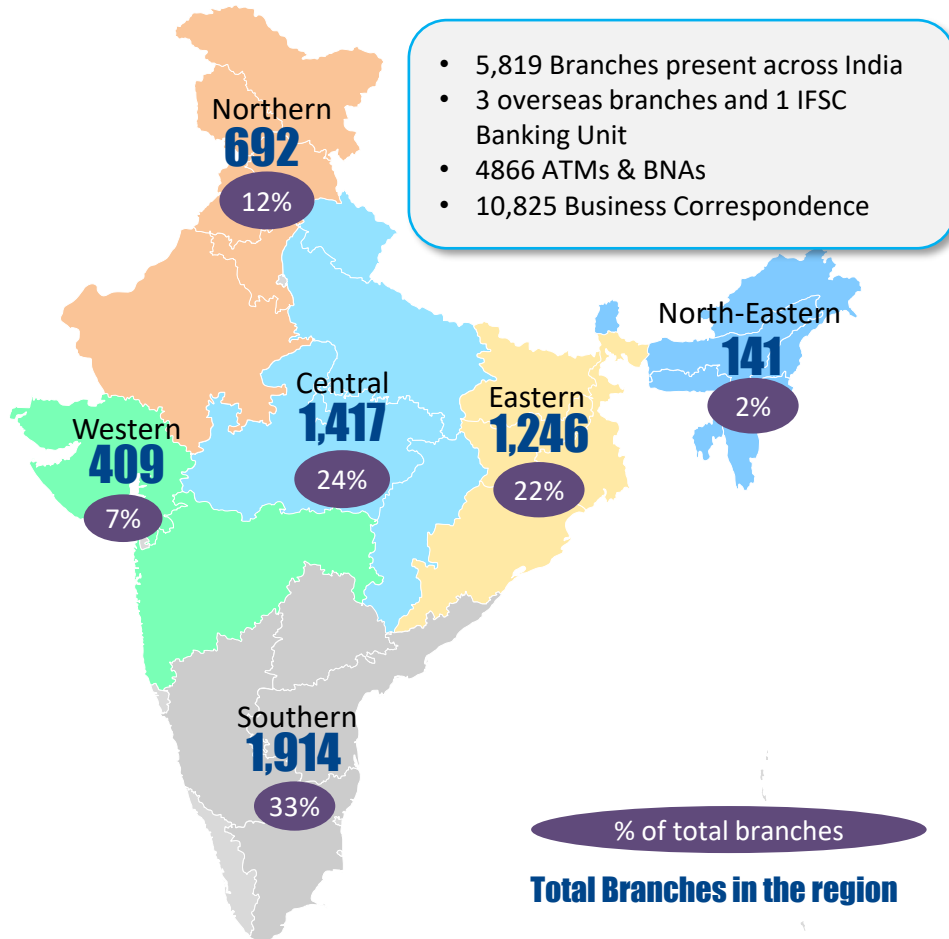 • 5,819 Branches present across India
• 3 overseas branches and 1 IFSC
Banking Unit
• 4866 ATMs & BNAs
• 10,825 Business Correspondence
Northern
692
12%
North-Eastern
141
2%
Central
1,417
24%
Eastern
1,246
22%
Western
409
7%
Southern
1,914
33%
% of total branches
Total Branches in the region